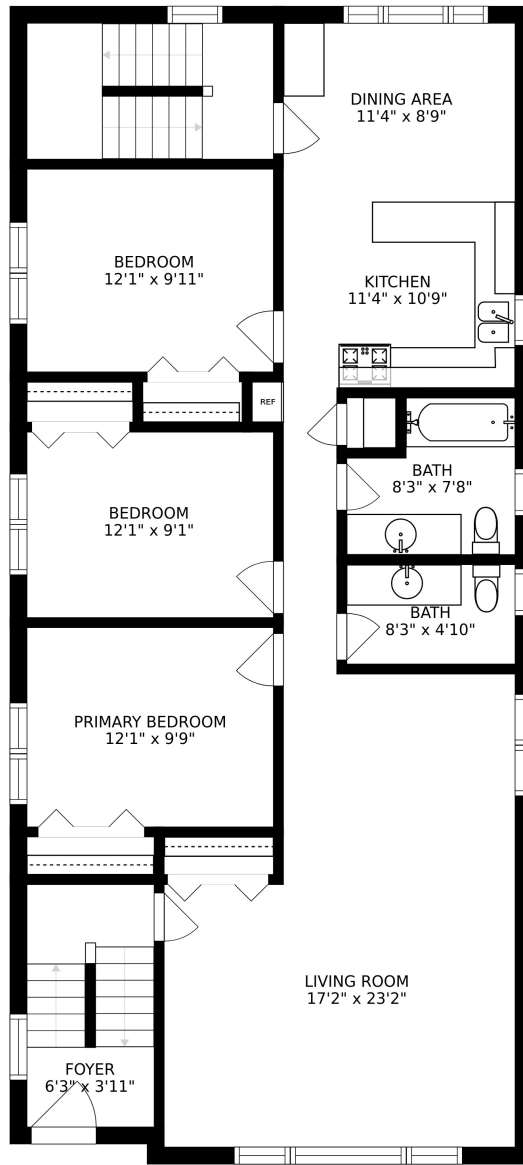 DINING AREA
11'4" x 8'9"
BEDROOM
12'1" x 9'11"
KITCHEN
11'4" x 10'9"
REF
BATH
8'3" x 7'8"
BEDROOM
12'1" x 9'1"
BATH
8'3" x 4'10"
PRIMARY BEDROOM
12'1" x 9'9"
LIVING ROOM
17'2" x 23'2"
FOYER
6'3" x 3'11"